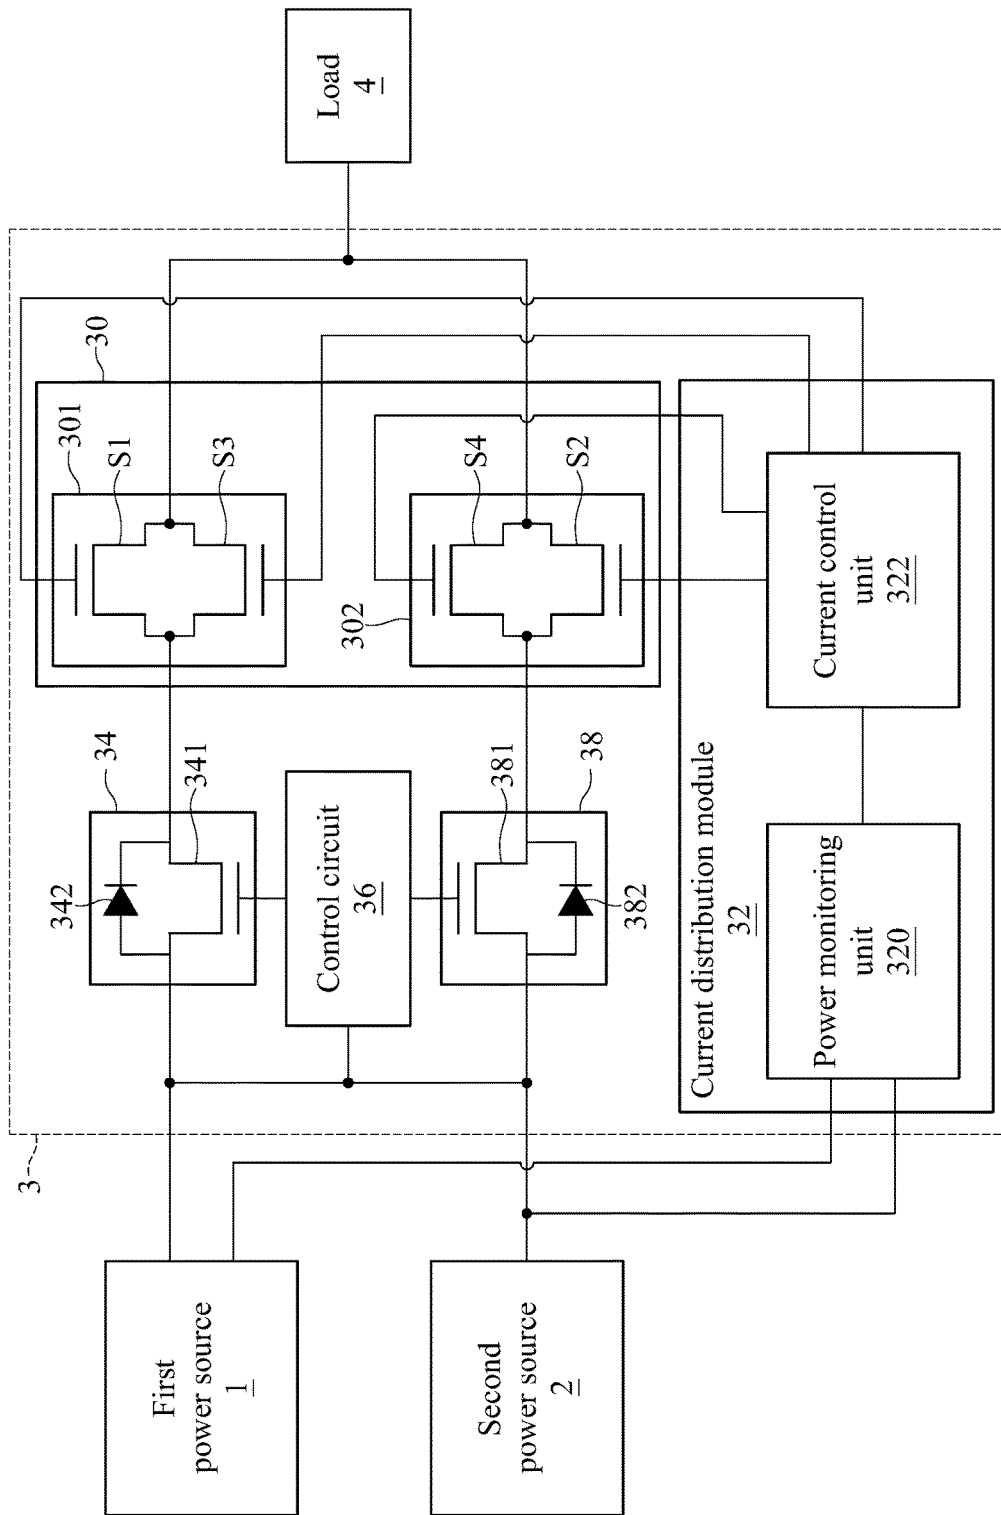 3
First
power source
1
Second
power source
2
34
342
341
Control circuit
36
38
381
382
30
301
S1
S3
302
S4
S2
Load
4
Current distribution module
32
Power monitoring
unit
320
Current control
unit
322